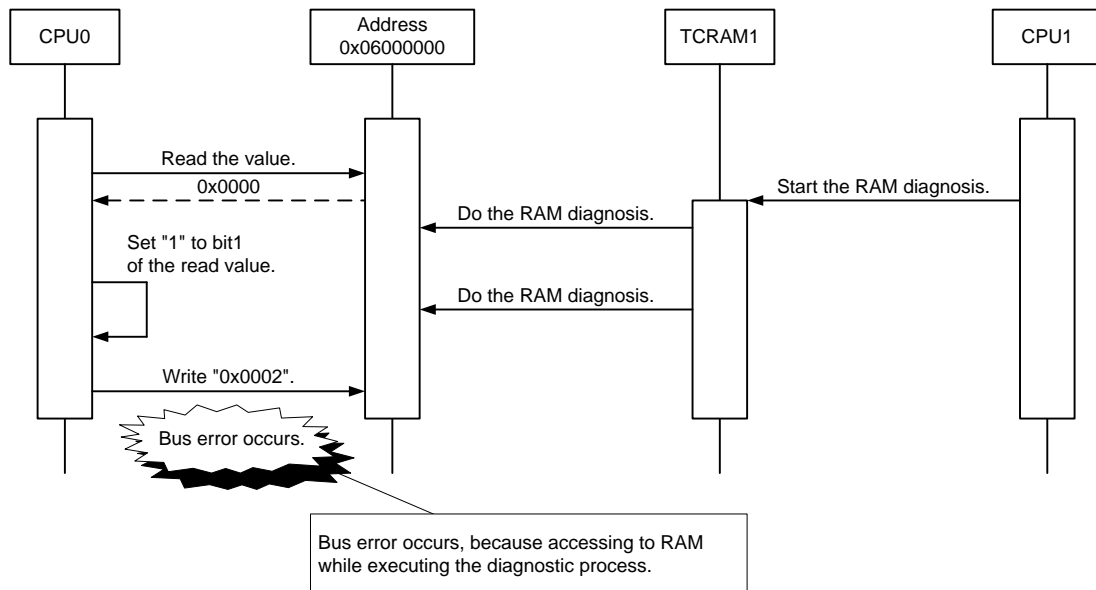 CPU0
Address
0x06000000
TCRAM1
CPU1
Read the value.
0x0000
Start the RAM diagnosis.
Do the RAM diagnosis.
Set "1" to bit1
of the read value.
Do the RAM diagnosis.
Write "0x0002".
Bus error occurs.
Bus error occurs, because accessing to RAM
while executing the diagnostic process.